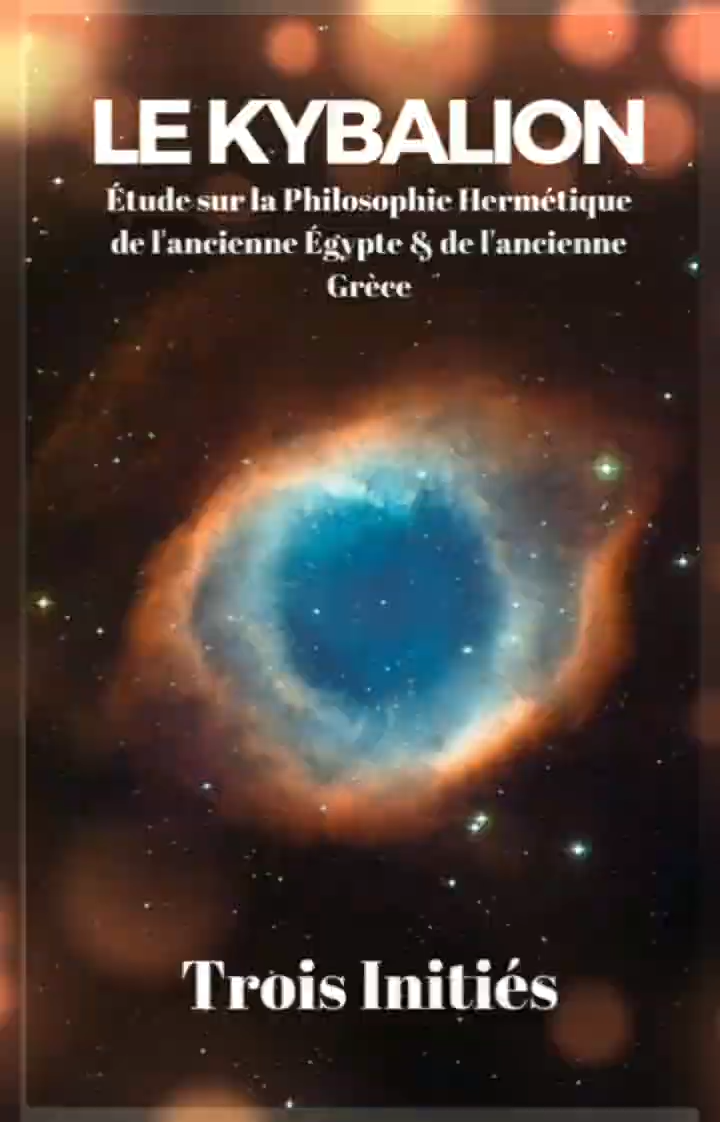 LE KYBALION
Étude sur la Philosophie Hermétique
de l'ancienne Égypte & de l'ancienne
Grèce
Trois Initiés